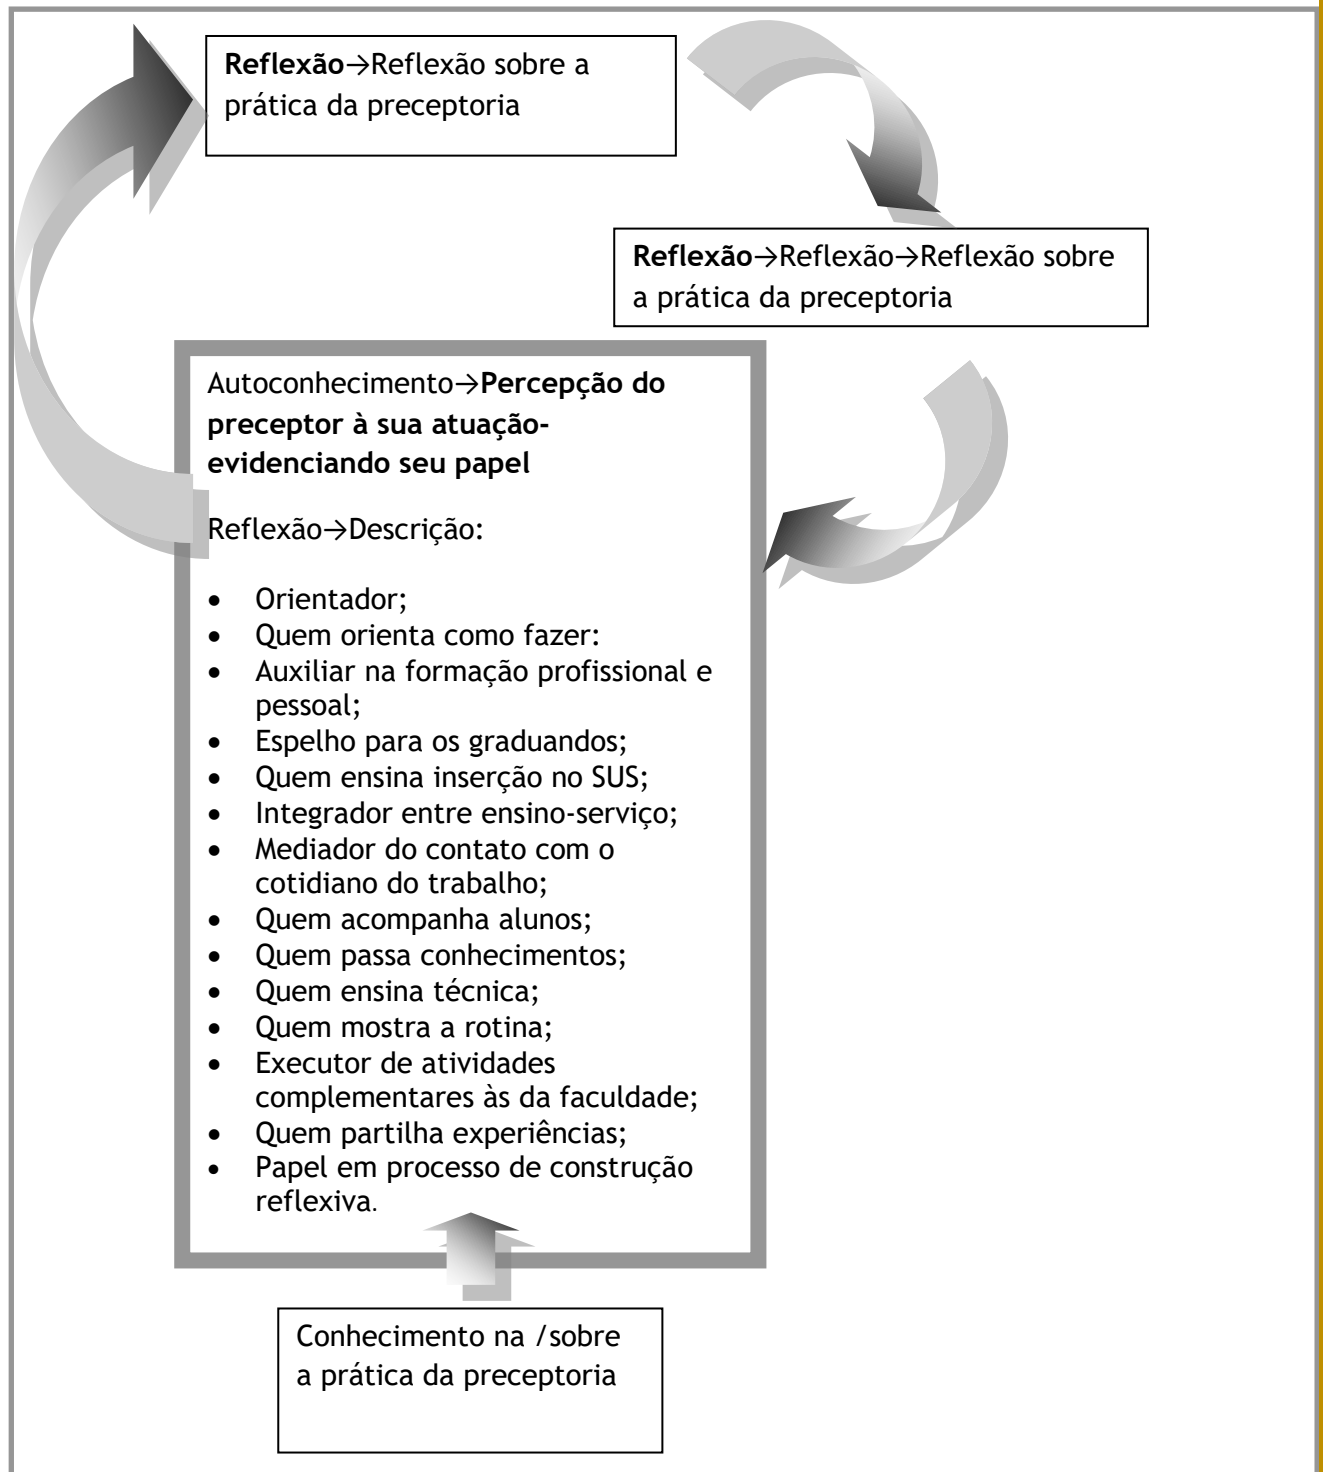 Reflexão→Reflexão sobre a
prática da preceptoria
Reflexão→Reflexão→Reflexão sobre
a prática da preceptoria
Autoconhecimento→Percepção do
preceptor à sua atuação-
evidenciando seu papel
Reflexão→Descrição:
• Orientador;
• Quem orienta como fazer:
• Auxiliar na formação profissional e
pessoal;
• Espelho para os graduandos;
• Quem ensina inserção no SUS;
• Integrador entre ensino-serviço;
• Mediador do contato com o
cotidiano do trabalho;
• Quem acompanha alunos;
• Quem passa conhecimentos;
• Quem ensina técnica;
• Quem mostra a rotina;
• Executor de atividades
complementares às da faculdade;
• Quem partilha experiências;
• Papel em processo de construção
reflexiva.
Conhecimento na /sobre
a prática da preceptoria